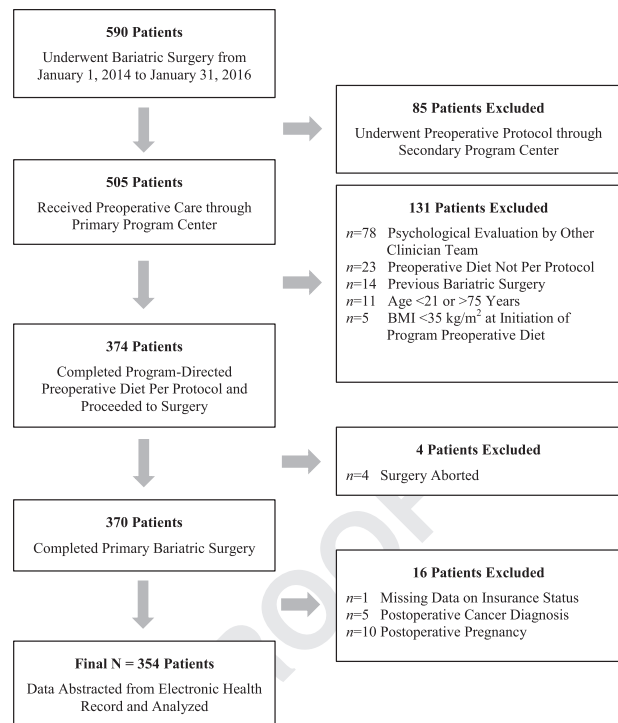 590 Patients
Underwent Bariatric Surgery from
January 1, 2014 to January 31, 2016
85 Patients Excluded
Underwent Preoperative Protocol through
Secondary Program Center
505 Patients
Received Preoperative Care through
Primary Program Center
131 Patients Excluded
n=78 Psychological Evaluation by Other
Clinician Team
n=23 Preoperative Diet Not Per Protocol
n=14 Previous Bariatric Surgery
n=11 Age <21 or >75 Years
n=5 BMI <35 kg/m² at Initiation of
Program Preoperative Diet
374 Patients
Completed Program-Directed
Preoperative Diet Per Protocol and
Proceeded to Surgery
4 Patients Excluded
n=4 Surgery Aborted
370 Patients
Completed Primary Bariatric Surgery
16 Patients Excluded
n=1 Missing Data on Insurance Status
n=5 Postoperative Cancer Diagnosis
n=10 Postoperative Pregnancy
Final N = 354 Patients
Data Abstracted from Electronic Health
Record and Analyzed